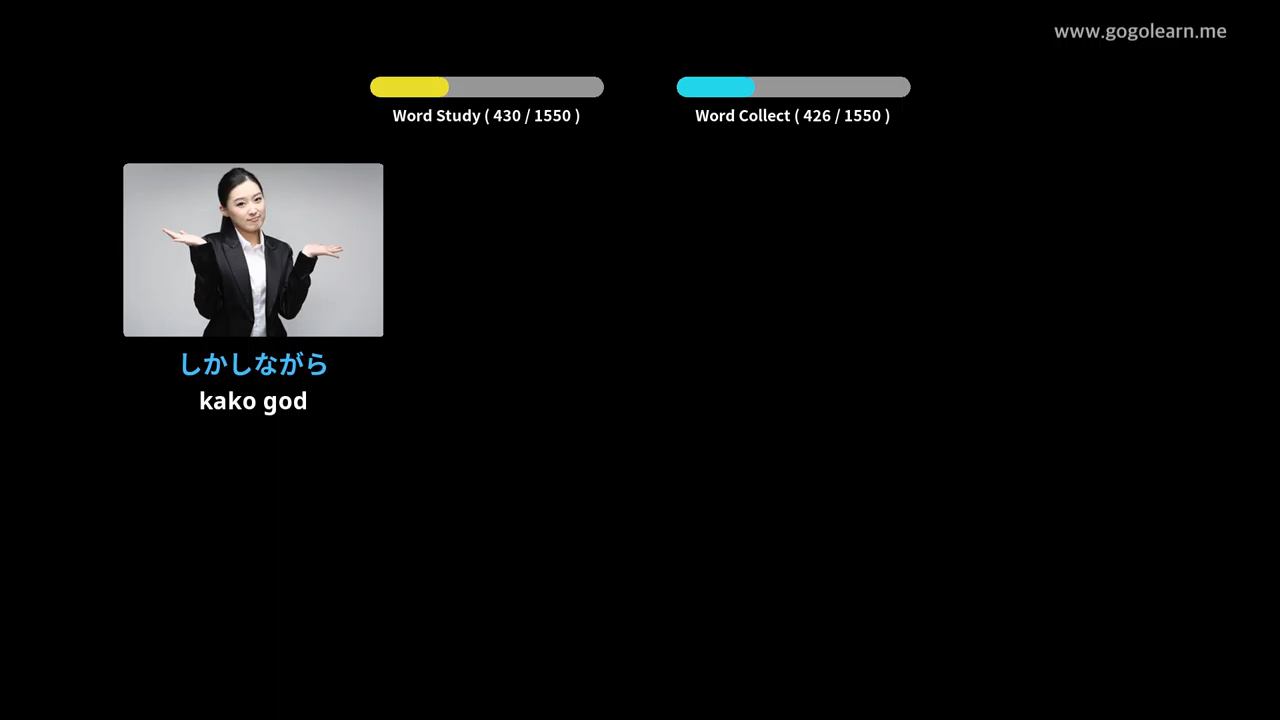 www.gogolearn.me
Word Study ( 430 / 1550 )
Word Collect ( 426 / 1550 )
しかしながら
kako god